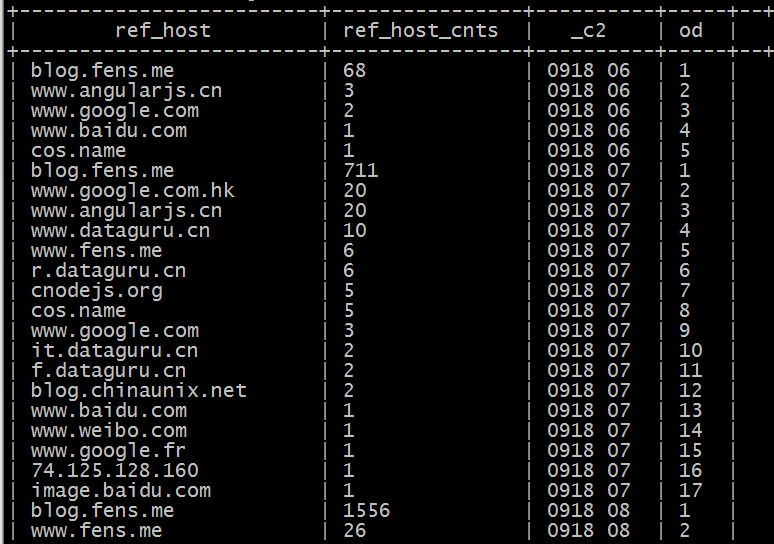 +------------------------+----------------+----------+-----+--+
| ref_host | ref_host_cnts | _c2 | od |
+------------------------+----------------+----------+-----+--+
| blog.fens.me | 68 | 0918 06 | 1 |
| www.angularjs.cn | 3 | 0918 06 | 2 |
| www.google.com | 2 | 0918 06 | 3 |
| www.baidu.com | 1 | 0918 06 | 4 |
| cos.name | 1 | 0918 06 | 5 |
| blog.fens.me | 711 | 0918 07 | 1 |
| www.google.com.hk | 20 | 0918 07 | 2 |
| www.angularjs.cn | 20 | 0918 07 | 3 |
| www.dataguru.cn | 10 | 0918 07 | 4 |
| www.fens.me | 6 | 0918 07 | 5 |
| r.dataguru.cn | 6 | 0918 07 | 6 |
| cnodejs.org | 5 | 0918 07 | 7 |
| cos.name | 5 | 0918 07 | 8 |
| www.google.com | 3 | 0918 07 | 9 |
| it.dataguru.cn | 2 | 0918 07 | 10 |
| f.dataguru.cn | 2 | 0918 07 | 11 |
| blog.chinaunix.net | 2 | 0918 07 | 12 |
| www.baidu.com | 1 | 0918 07 | 13 |
| www.weibo.com | 1 | 0918 07 | 14 |
| www.google.fr | 1 | 0918 07 | 15 |
| 74.125.128.160 | 1 | 0918 07 | 16 |
| image.baidu.com | 1 | 0918 07 | 17 |
| blog.fens.me | 1556 | 0918 08 | 1 |
| www.fens.me | 26 | 0918 08 | 2 |